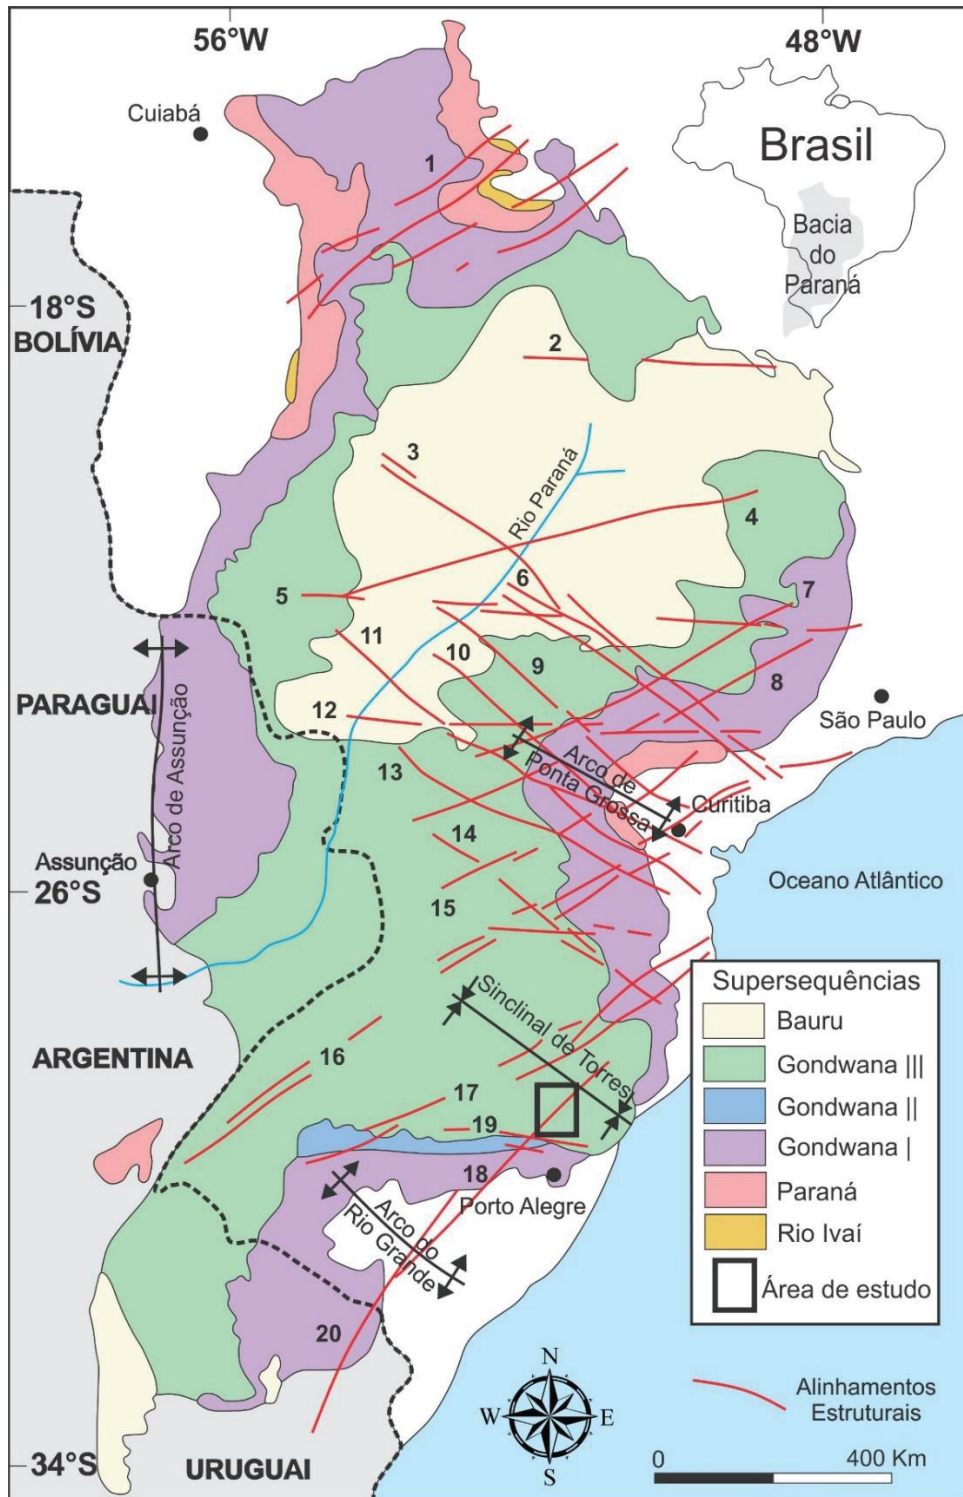 56°W
48°W
Cuiabá
Brasil
Bacia
do
Paraná
1
18°S
BOLÍVIA
2
3
Rio Paraná
4
5
6
7
8
9
10
11
12
13
14
15
PARAGUAI
Arco de Assunção
São Paulo
Arco de
Ponta Grossa
Curitiba
Assunção
26°S
Oceano Atlântico
Sinclinal de Torres
ARGENTINA
16
17
19
18
Porto Alegre
Arco do
Rio Grande
20
Supersequências
Bauru
Gondwana |||
Gondwana ||
Gondwana |
Paraná
Rio Ivaí
Área de estudo
N
W
E
S
Alinhamentos
Estruturais
0
400 Km
34°S
URUGUAI